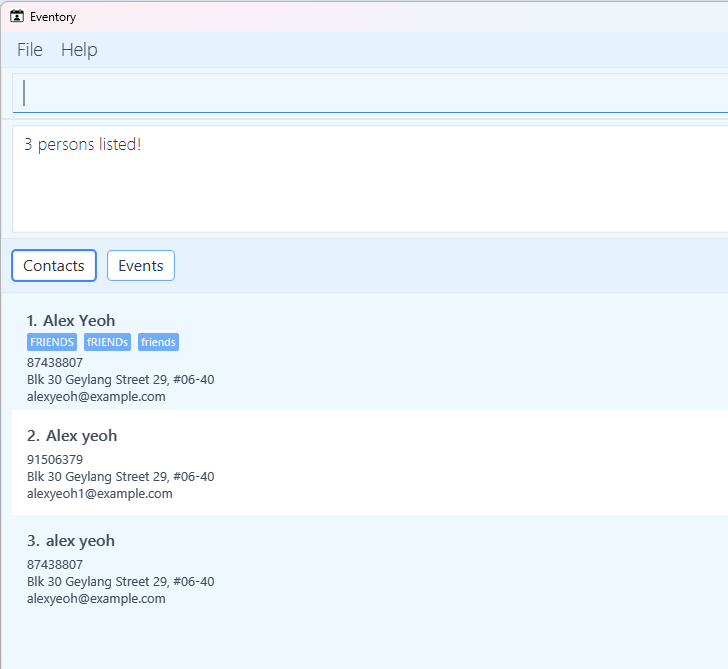 Eventory
File Help
3 persons listed!
Contacts Events
1. Alex Yeoh
FRIENDS fRIENDs friends
87438807
Blk 30 Geylang Street 29, #06-40
alexyeoh@example.com
2. Alex yeoh
91506379
Blk 30 Geylang Street 29, #06-40
alexyeoh1@example.com
3. alex yeoh
87438807
Blk 30 Geylang Street 29, #06-40
alexyeoh@example.com